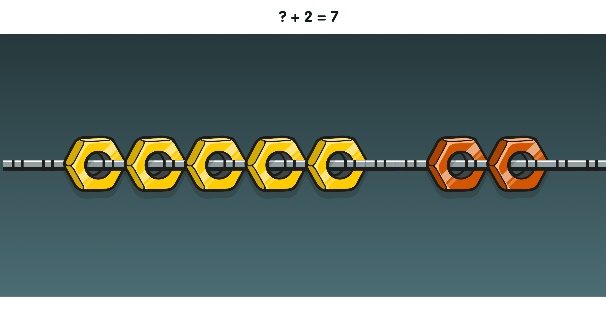 ? + 2 = 7